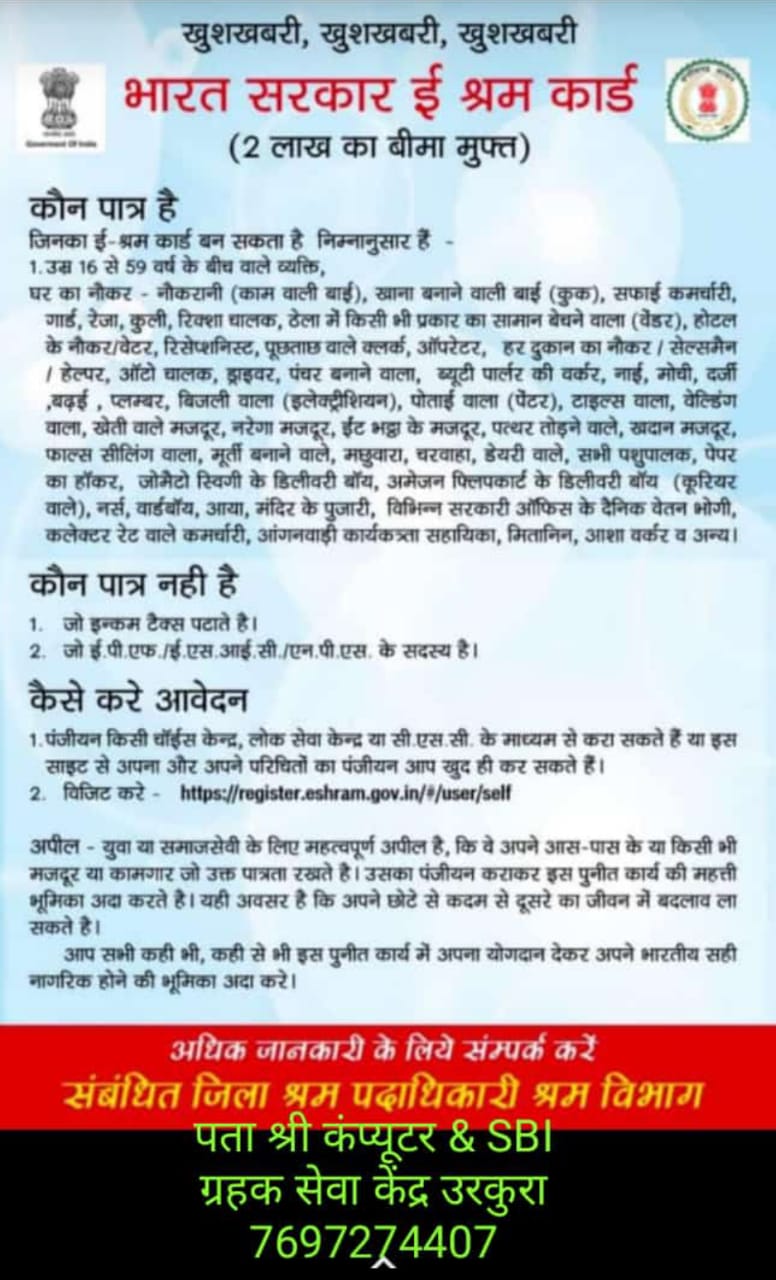 खुशखबरी, खुशखबरी, खुशखबरी
भारत सरकार ई श्रम कार्ड
(2 लाख का बीमा मुफ्त)
Government Of India
कौन पात्र है
जिनका ई-श्रम कार्ड बन सकता है निम्नानुसार हैं -
1.उम्र 16 से 59 वर्ष के बीच वाले व्यक्ति,
घर का नौकर - नौकरानी (काम वाली बाई), खाना बनाने वाली बाई (कुक), सफाई कर्मचारी,
गार्ड, रेजा, कुली, रिक्शा चालक, ठेला में किसी भी प्रकार का सामान बेचने वाला (वेंडर), होटल
के नौकर/वेटर, रिसेप्शनिस्ट, पूछताछ वाले क्लर्क, ऑपरेटर, हर दुकान का नौकर / सेल्समैन
/ हेल्पर, ऑटो चालक, ड्राइवर, पंचर बनाने वाला, ब्यूटी पार्लर की वर्कर, नाई, मोची, दर्जी
,बढ़ई , प्लम्बर, बिजली वाला (इलेक्ट्रीशियन), पोताई वाला (पेंटर), टाइल्स वाला, वेल्डिंग
वाला, खेती वाले मजदूर, नरेगा मजदूर, ईंट भट्ठा के मजदूर, पत्थर तोड़ने वाले, खदान मजदूर,
फाल्स सीलिंग वाला, मूर्ती बनाने वाले, मछुवारा, चरवाहा, डेयरी वाले, सभी पशुपालक, पेपर
का हॉकर, जोमैटो स्विगी के डिलीवरी बॉय, अमेजन फ्लिपकार्ट के डिलीवरी बॉय (कूरियर
वाले), नर्स, वार्डबॉय, आया, मंदिर के पुजारी, विभिन्न सरकारी ऑफिस के दैनिक वेतन भोगी,
कलेक्टर रेट वाले कर्मचारी, आंगनवाड़ी कार्यकत्रता सहायिका, मितानिन, आशा वर्कर व अन्य।
कौन पात्र नही है
1. जो इन्कम टैक्स पटाते है।
2. जो ई.पी.एफ./ई.एस.आई.सी./एन.पी.एस. के सदस्य है।
कैसे करे आवेदन
1.पंजीयन किसी चॉईस केन्द्र, लोक सेवा केन्द्र या सी.एस.सी. के माध्यम से करा सकते हैं या इस
साइट से अपना और अपने परिचितों का पंजीयन आप खुद ही कर सकते हैं।
2. विजिट करे - https://register.eshram.gov.in/#/user/self
अपील - युवा या समाजसेवी के लिए महत्वपूर्ण अपील है, कि वे अपने आस-पास के या किसी भी
मजदूर या कामगार जो उक्त पात्रता रखते है। उसका पंजीयन कराकर इस पुनीत कार्य की महत्ती
भूमिका अदा करते है। यही अवसर है कि अपने छोटे से कदम से दूसरे का जीवन में बदलाव ला
सकते है।
आप सभी कही भी, कही से भी इस पुनीत कार्य में अपना योगदान देकर अपने भारतीय सही
नागरिक होने की भूमिका अदा करे।
अधिक जानकारी के लिये संम्पर्क करें
संबंधित जिला श्रम पदाधिकारी श्रम विभाग
पता श्री कंप्यूटर & SBI
ग्रहक सेवा केंद्र उरकुरा
7697274407